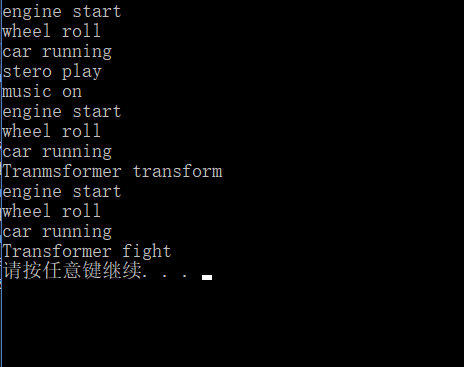 engine start
wheel roll
car running
stero play
music on
engine start
wheel roll
car running
Tranmsformer transform
engine start
wheel roll
car running
Transformer fight
请按任意键继续. . .